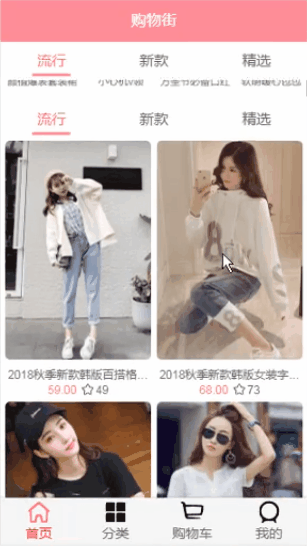 购物街
流行 新款 精选
流行 新款 精选
2018秋季新款韩版百搭格... 2018秋季新款韩版女装字...
59.00 49 68.00 73
首页 分类 购物车 我的